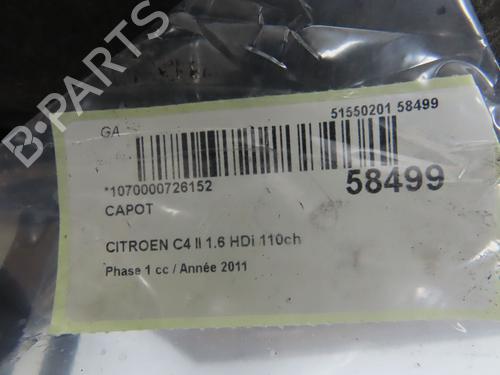 B-PARTS
GA
51550201 58499
*1070000726152
58499
CAPOT
CITROEN C4 II 1.6 HDi 110ch
Phase 1 cc / Année 2011